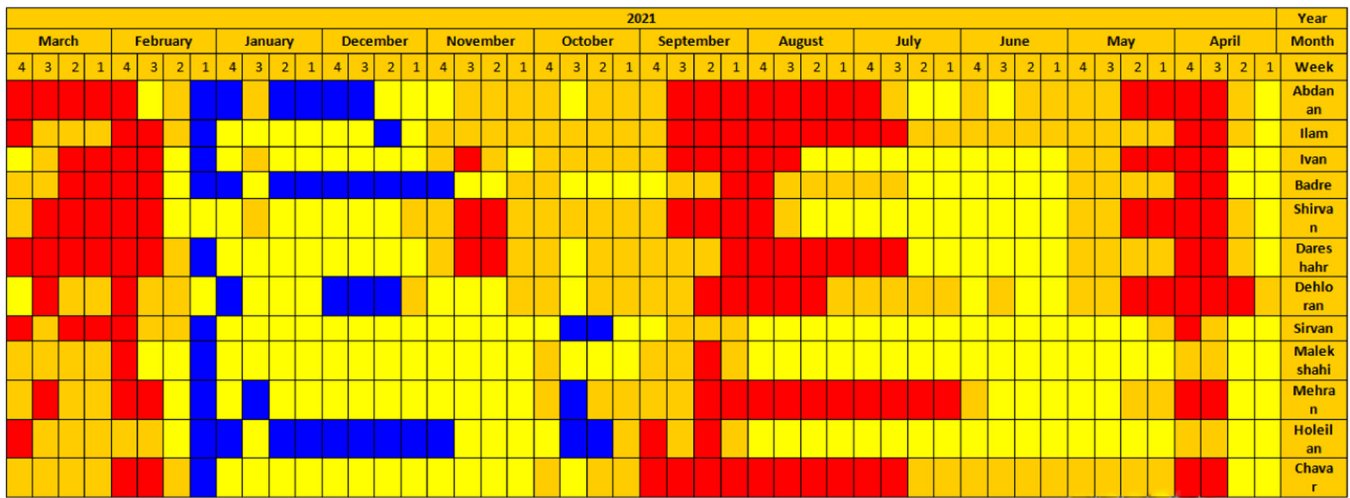 2021 Year
March February January December November October September August July June May April Month
4 3 2 1 4 3 2 1 4 3 2 1 4 3 2 1 4 3 2 1 4 3 2 1 4 3 2 1 4 3 2 1 4 3 2 1 4 3 2 1 4 3 2 1 4 3 2 1 Week
Abdan
an
Ilam
Ivan
Badre
Shirva
n
Dares
hahr
Dehlo
ran
Sirvan
Malek
shahi
Mehra
n
Holeil
an
Chava
r